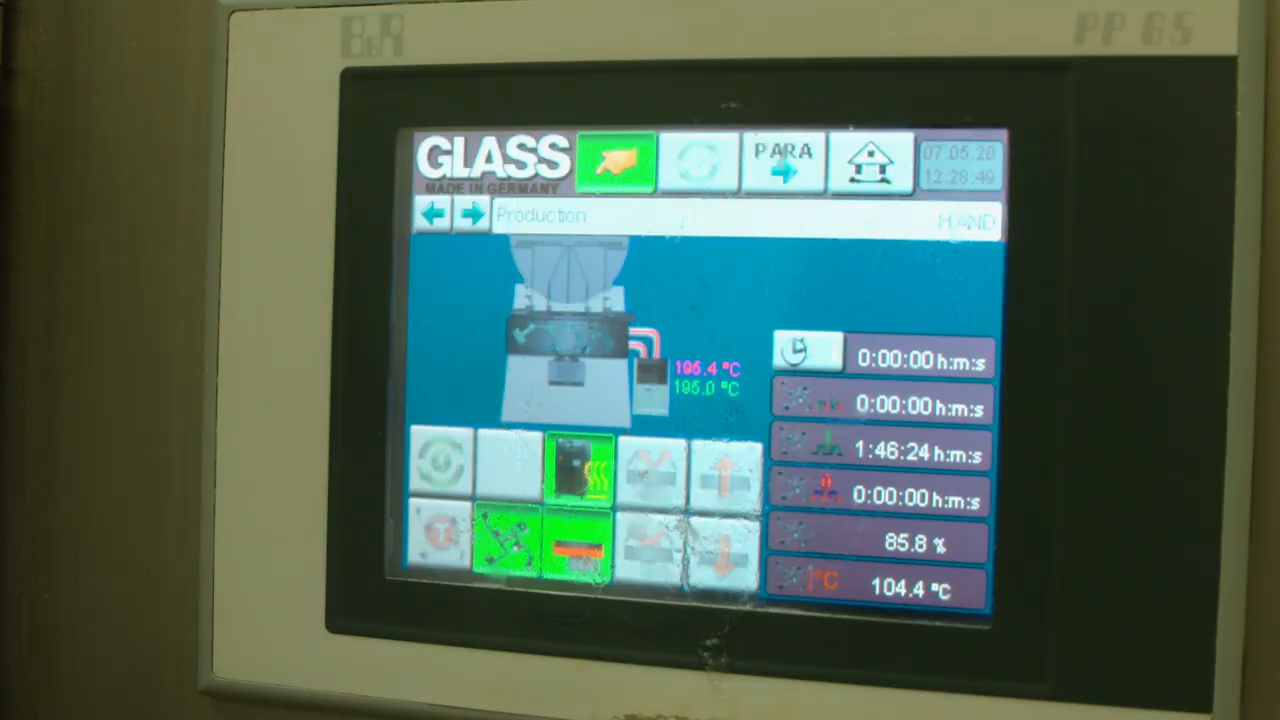 B&R
PP 65
GLASS
MADE IN GERMANY
PARA
07.05.20
12:28:49
Production
HAND
195.4 °C
195.0 °C
0:00:00 h:m:s
0:00:00 h:m:s
1:46:24 h:m:s
0:00:00 h:m:s
85.8 %
°C
104.4 °C